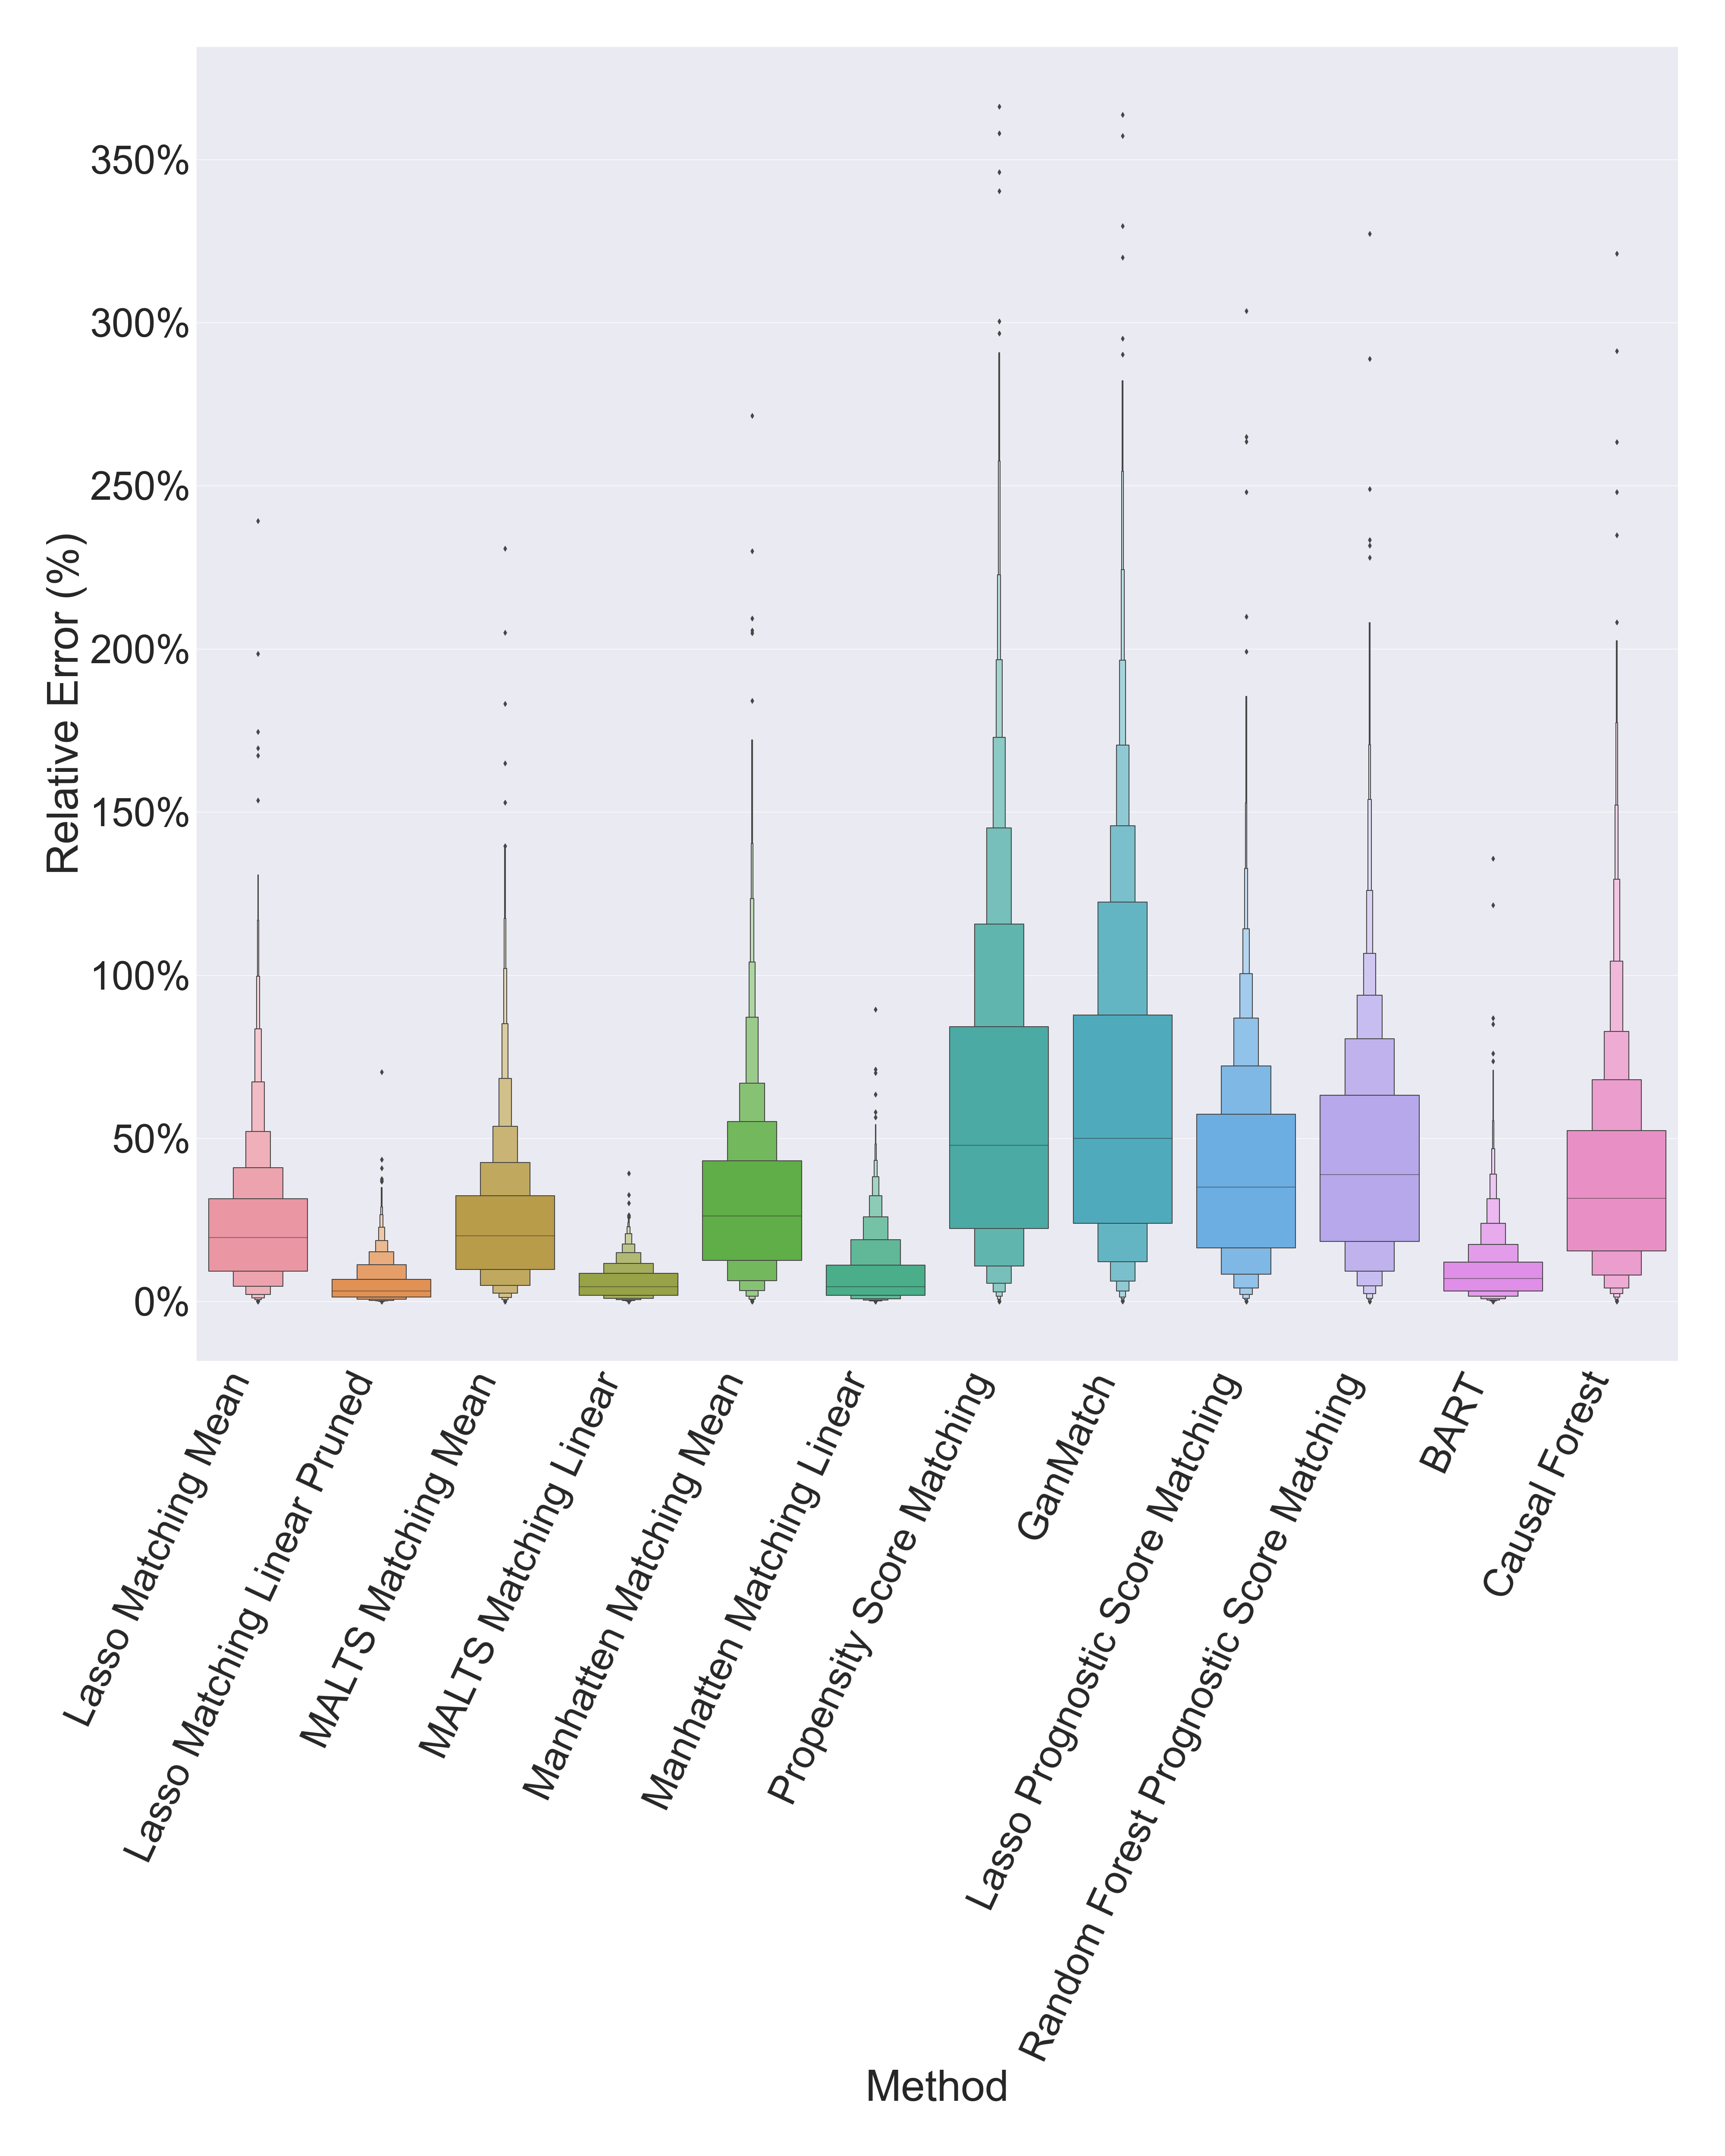 350%
300%
250%
200%
150%
100%
50%
0%
Relative Error (%)
Lasso Matching Mean
Lasso Matching Linear Pruned
MALTS Matching Mean
MALTS Matching Linear
Manhatten Matching Mean
Manhatten Matching Linear
Propensity Score Matching
GanMatch
Lasso Prognostic Score Matching
Random Forest Prognostic Score Matching
BART
Causal Forest
Method